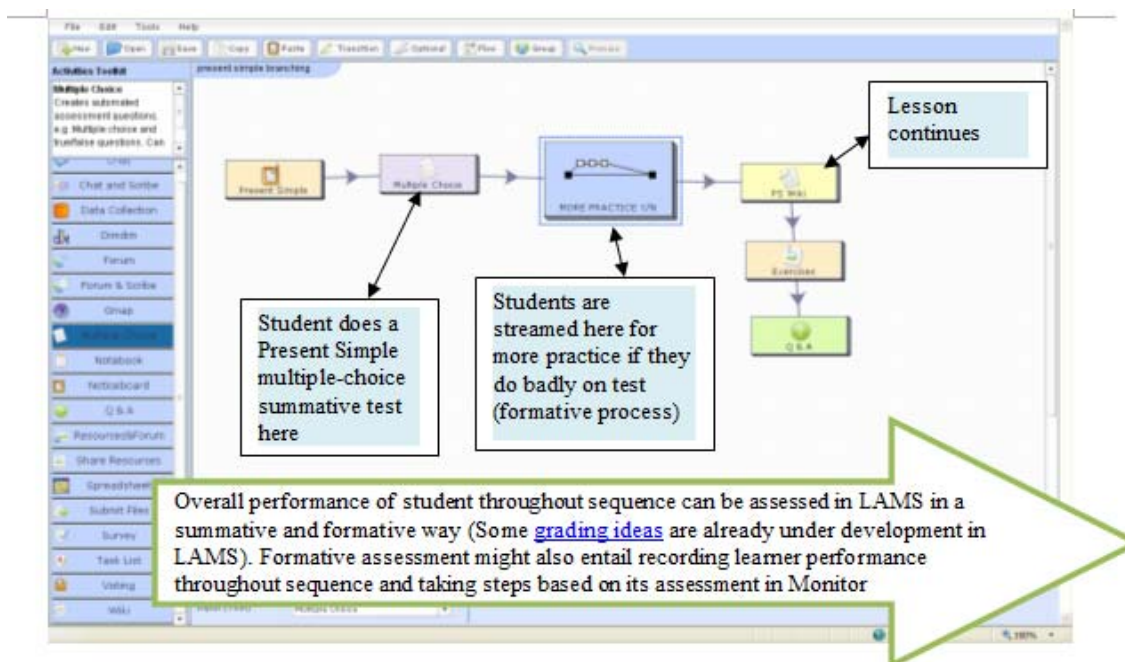 File Edit Tools Help
New Open Save Copy Paste Transition Optional Flow Group Preview
Activities Toolkit
present simple branching
Multiple Choice
Creates automated
assessment questions.
e.g. Multiple choice and
true/false questions. Can
Chat
Chat and Scribe
Data Collection
Dimdim
Forum
Forum & Scribe
Gmap
Multiple Choice
Notebook
Noticeboard
Q & A
Resources&Forum
Share Resources
Spreadsheet
Submit Files
Survey
Task List
Voting
Wiki
Present Simple
Multiple Choice
MORE PRACTICE Y/N
PS Wiki
Exercises
Q & A
Lesson
continues
Student does a
Present Simple
multiple-choice
summative test
here
Students are
streamed here for
more practice if they
do badly on test
(formative process)
Overall performance of student throughout sequence can be assessed in LAMS in a
summative and formative way (Some grading ideas are already under development in
LAMS). Formative assessment might also entail recording learner performance
throughout sequence and taking steps based on its assessment in Monitor
Multiple Choice
100%